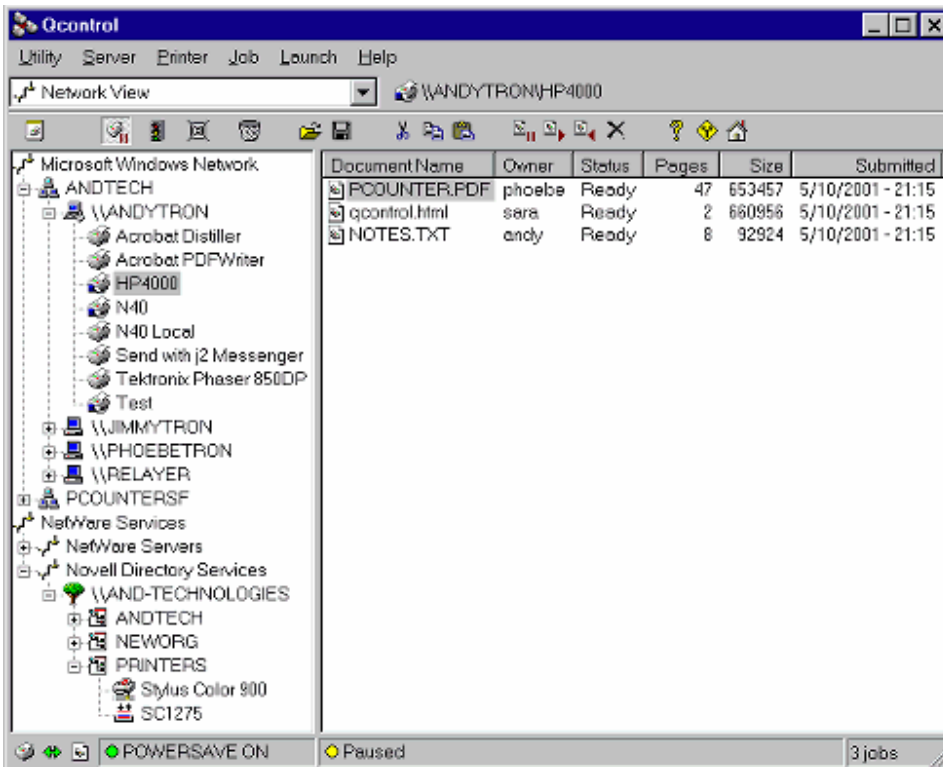 Qcontrol
Utility Server Printer Job Launch Help
Network View \\ANDYTRON\HP4000
Microsoft Windows Network
ANDTECH
\\ANDYTRON
Acrobat Distiller
Acrobat PDFWriter
HP4000
N40
N40 Local
Send with j2 Messenger
Tektronix Phaser 850DP
Test
\\JIMMYTRON
\\PHOEBETRON
\\RELAYER
PCOUNTERSF
NetWare Services
NetWare Servers
Novell Directory Services
\\AND-TECHNOLOGIES
ANDTECH
NEWORG
PRINTERS
Stylus Color 900
SC1275
Document Name Owner Status Pages Size Submitted
PCOUNTER.PDF phoebe Ready 47 653457 5/10/2001 - 21:15
qcontrol.html sara Ready 2 660956 5/10/2001 - 21:15
NOTES.TXT andy Ready 8 92924 5/10/2001 - 21:15
POWERSAVE ON Paused 3 jobs